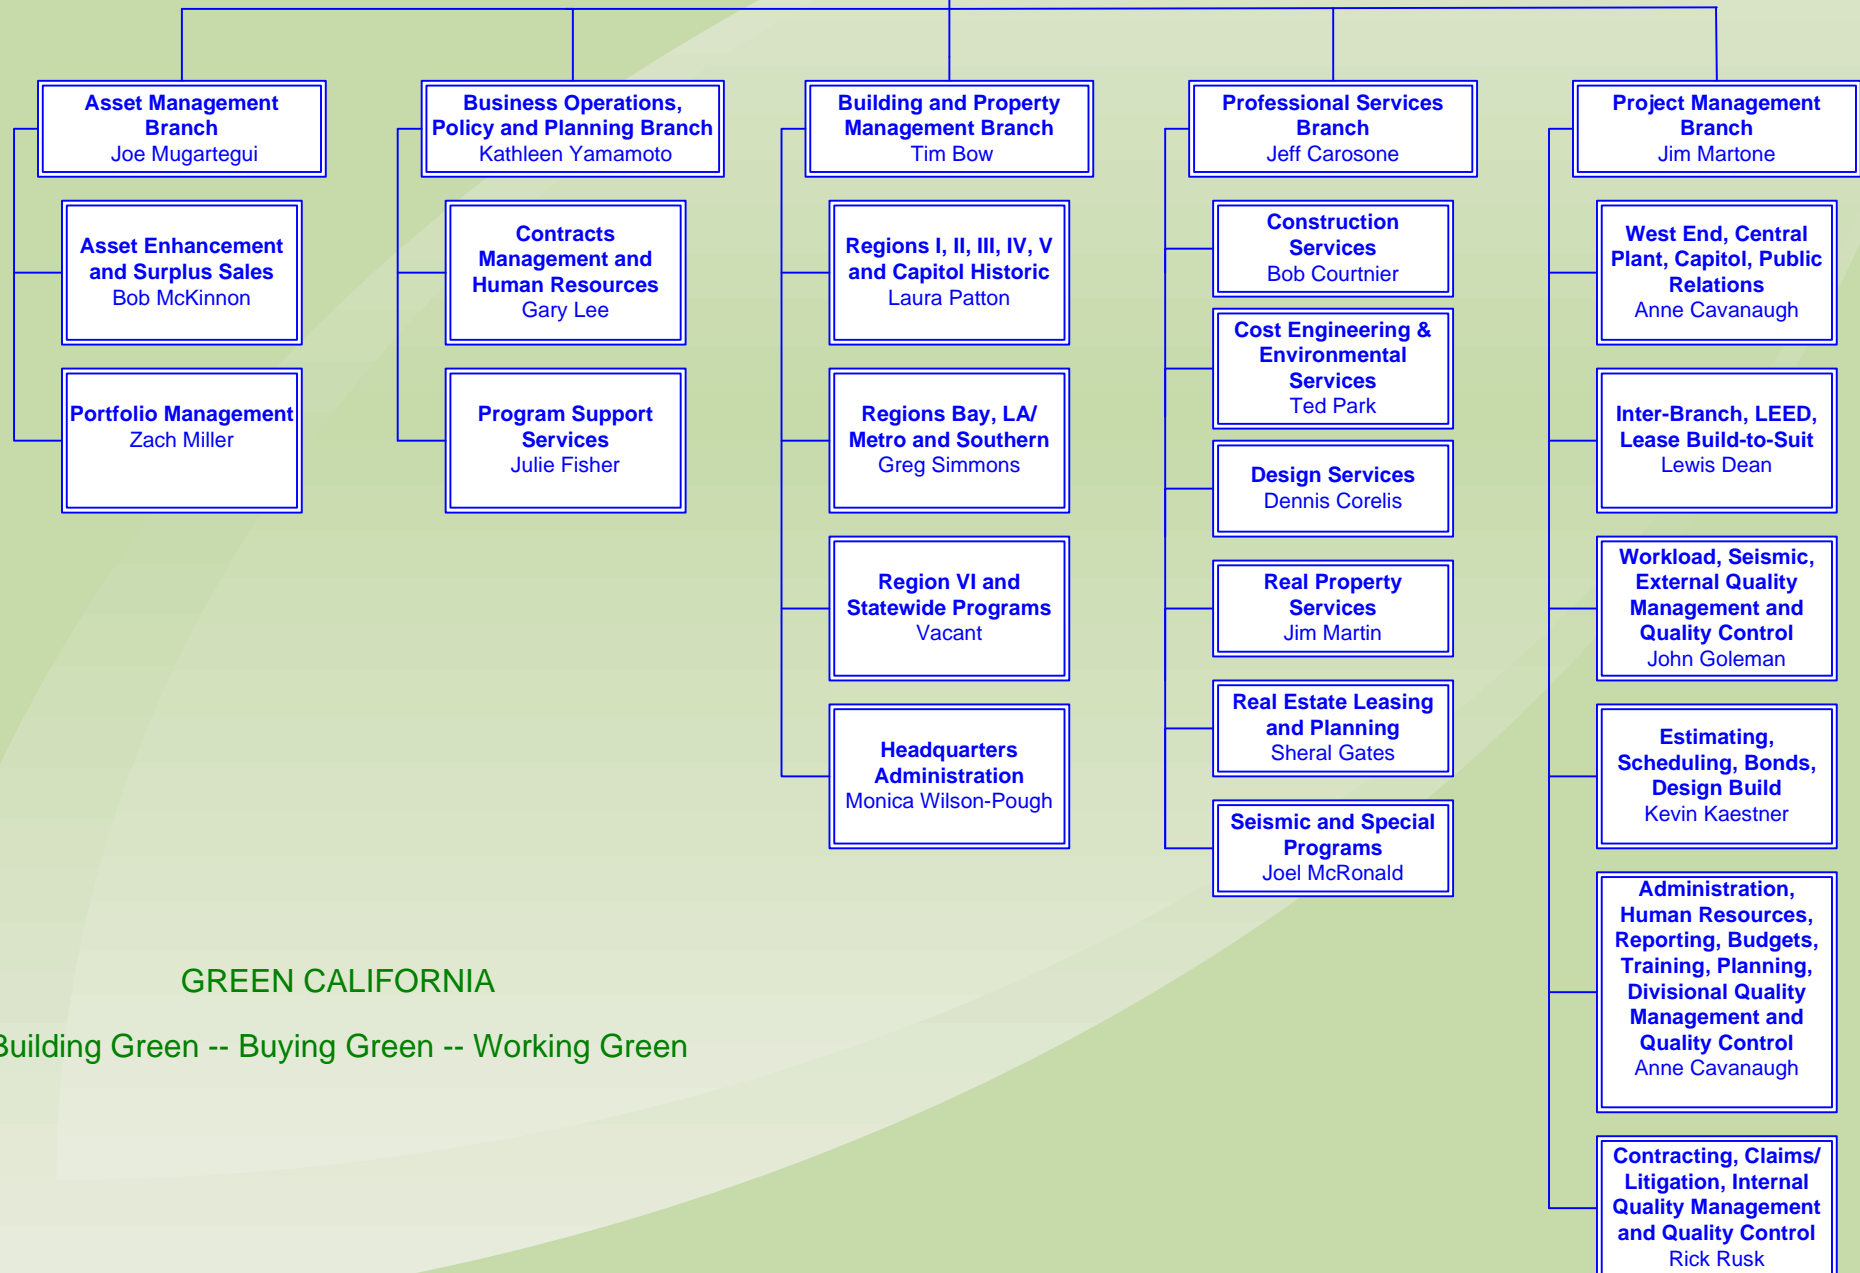 Asset Management
Branch
Joe Mugartegui
Asset Enhancement
and Surplus Sales
Bob McKinnon
Portfolio Management
Zach Miller
Business Operations,
Policy and Planning Branch
Kathleen Yamamoto
Contracts
Management and
Human Resources
Gary Lee
Program Support
Services
Julie Fisher
Building and Property
Management Branch
Tim Bow
Regions I, II, III, IV, V
and Capitol Historic
Laura Patton
Regions Bay, LA/
Metro and Southern
Greg Simmons
Region VI and
Statewide Programs
Vacant
Headquarters
Administration
Monica Wilson-Pough
Professional Services
Branch
Jeff Carosone
Construction
Services
Bob Courtnier
Cost Engineering &
Environmental
Services
Ted Park
Design Services
Dennis Corelis
Real Property
Services
Jim Martin
Real Estate Leasing
and Planning
Sheral Gates
Seismic and Special
Programs
Joel McRonald
Project Management
Branch
Jim Martone
West End, Central
Plant, Capitol, Public
Relations
Anne Cavanaugh
Inter-Branch, LEED,
Lease Build-to-Suit
Lewis Dean
Workload, Seismic,
External Quality
Management and
Quality Control
John Goleman
Estimating,
Scheduling, Bonds,
Design Build
Kevin Kaestner
Administration,
Human Resources,
Reporting, Budgets,
Training, Planning,
Divisional Quality
Management and
Quality Control
Anne Cavanaugh
Contracting, Claims/
Litigation, Internal
Quality Management
and Quality Control
Rick Rusk
GREEN CALIFORNIA
Building Green -- Buying Green -- Working Green